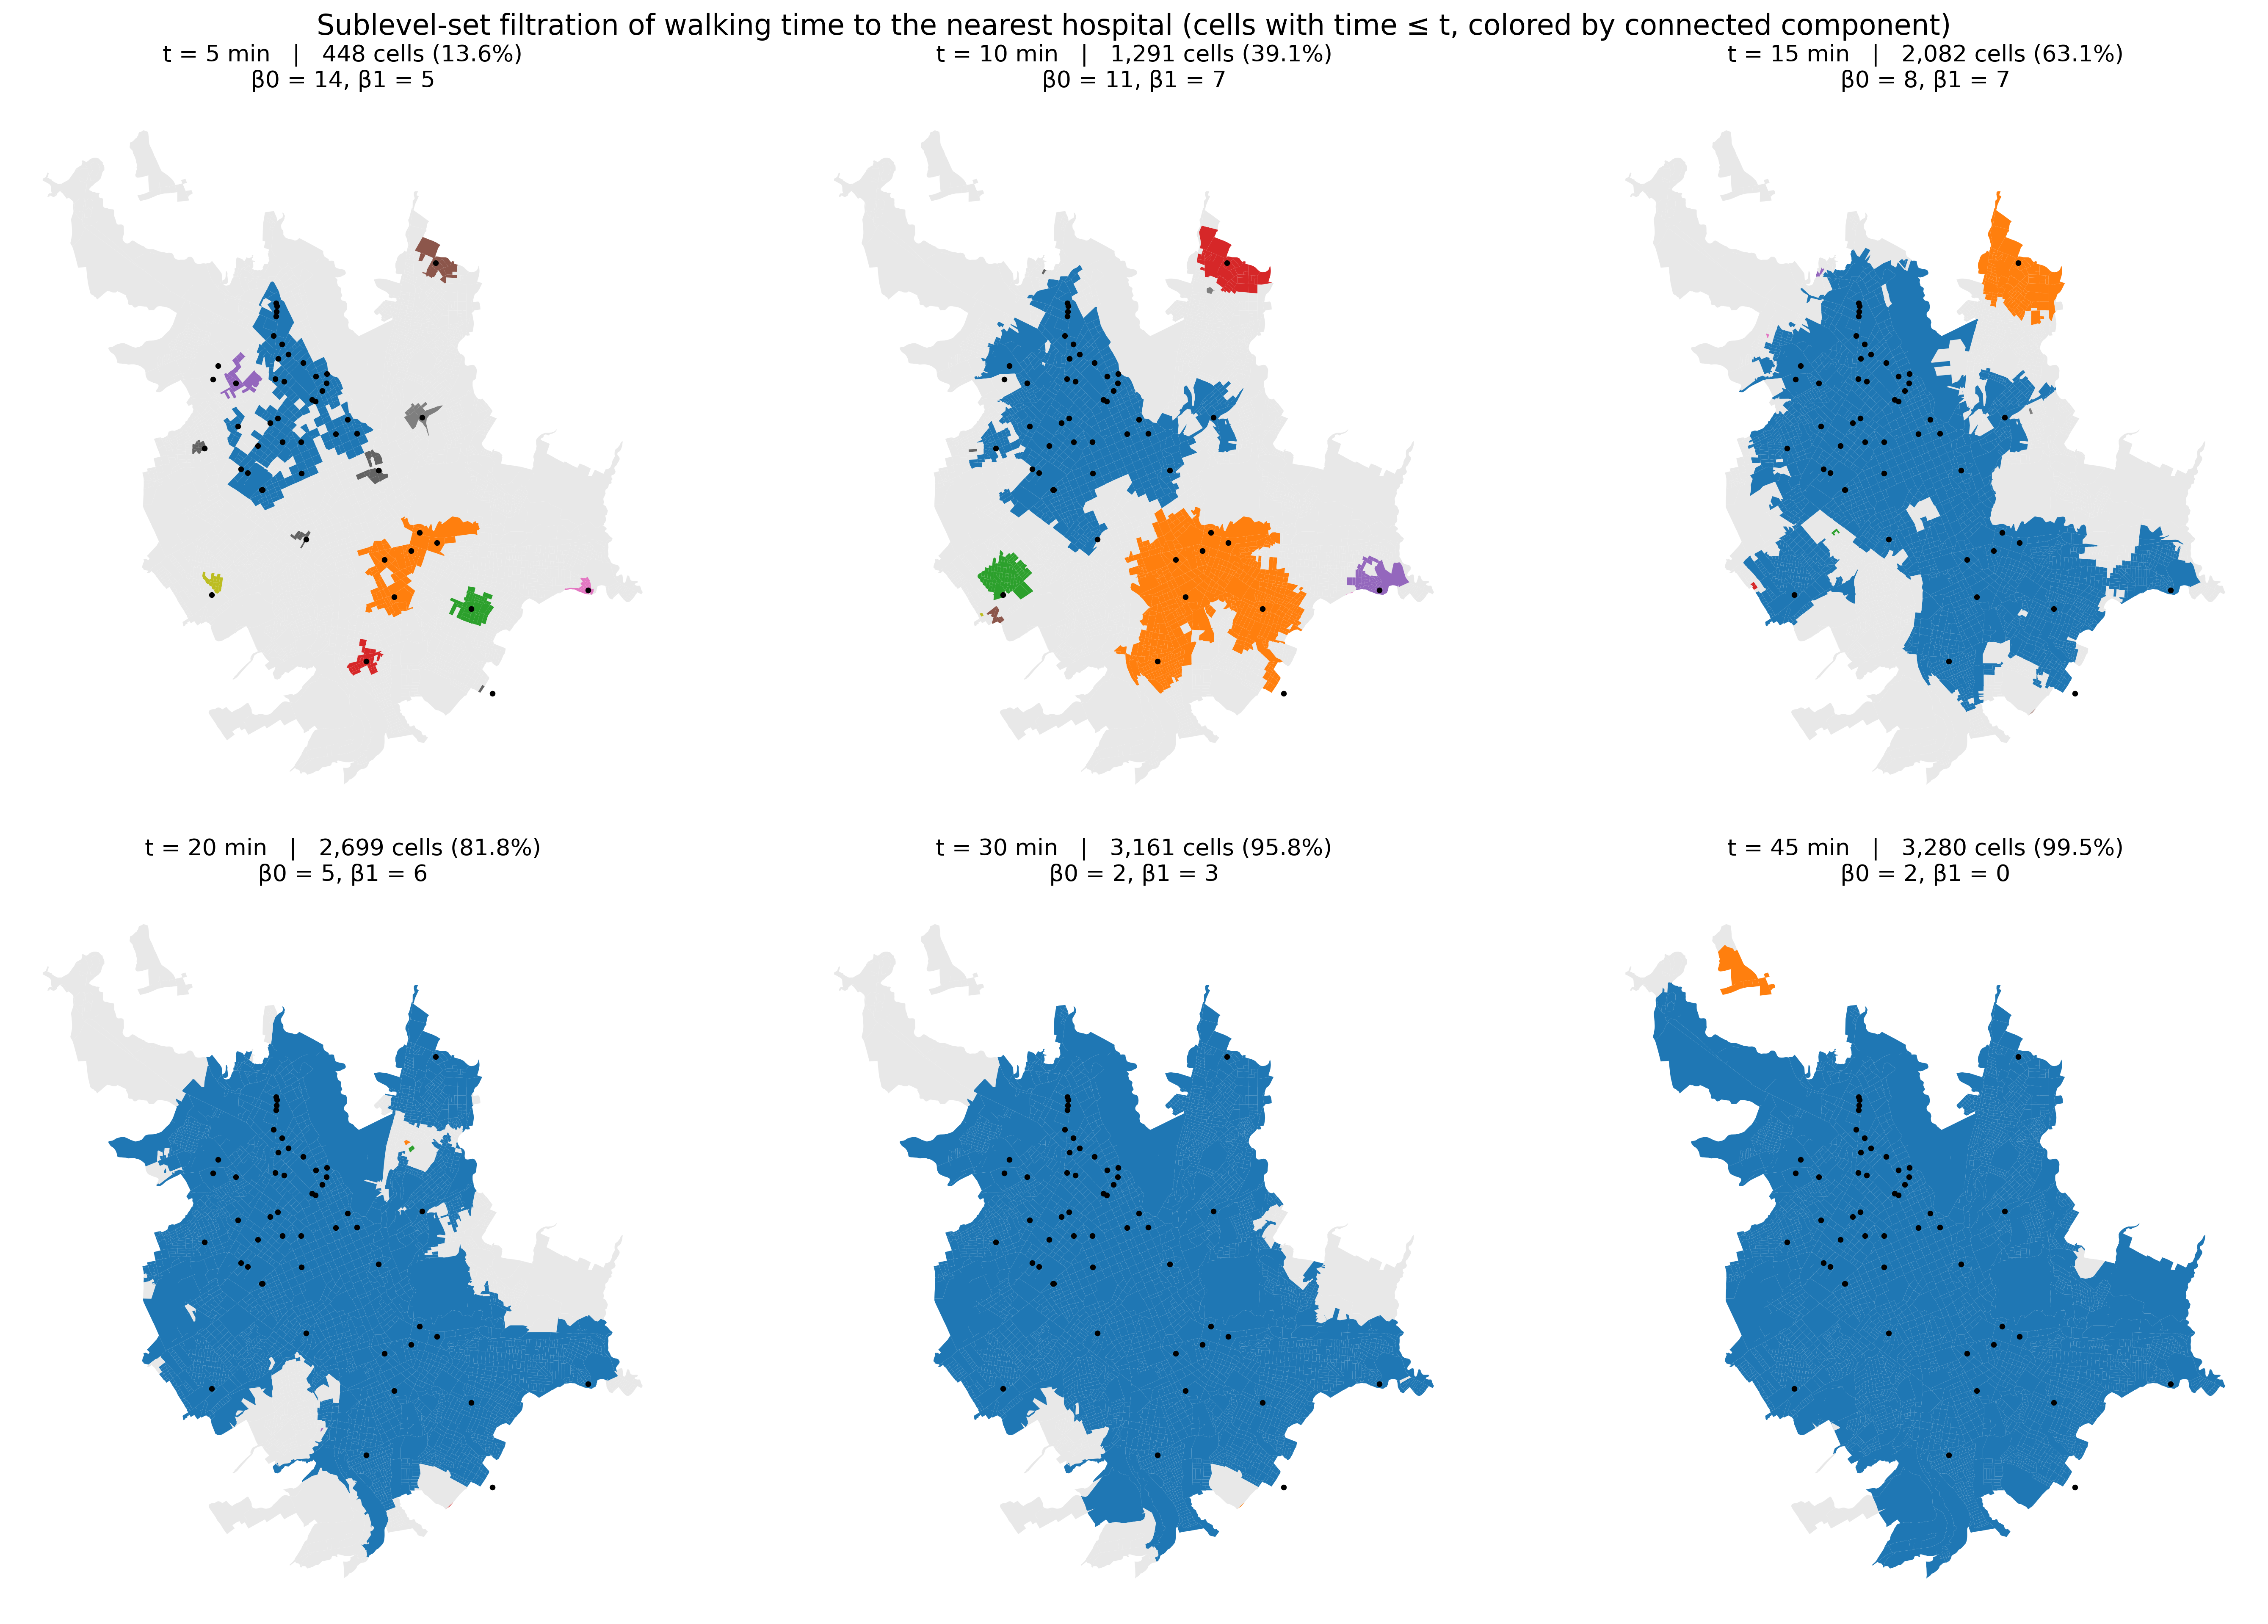 Sublevel-set filtration of walking time to the nearest hospital (cells with time ≤ t, colored by connected component)
t = 5 min | 448 cells (13.6%)
β0 = 14, β1 = 5
t = 10 min | 1,291 cells (39.1%)
β0 = 11, β1 = 7
t = 15 min | 2,082 cells (63.1%)
β0 = 8, β1 = 7
t = 20 min | 2,699 cells (81.8%)
β0 = 5, β1 = 6
t = 30 min | 3,161 cells (95.8%)
β0 = 2, β1 = 3
t = 45 min | 3,280 cells (99.5%)
β0 = 2, β1 = 0